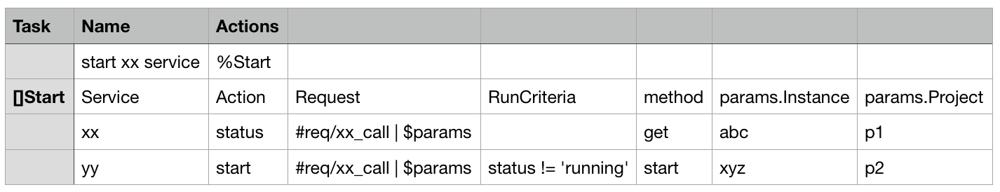 Task Name Actions
start xx service %Start
[]Start Service Action Request RunCriteria method params.Instance params.Project
xx status #req/xx_call | $params get abc p1
yy start #req/xx_call | $params status != 'running' start xyz p2